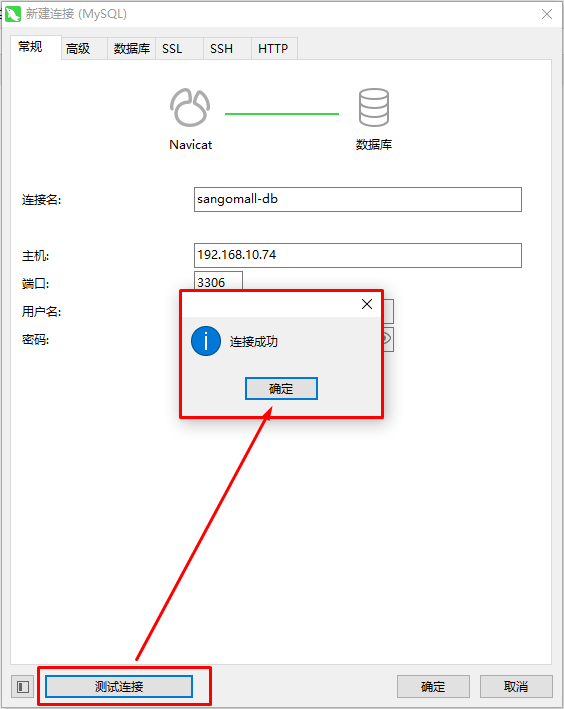 新建连接 (MySQL)
常规 高级 数据库 SSL SSH HTTP
Navicat 数据库
连接名: sangomall-db
主机: 192.168.10.74
端口: 3306
用户名:
密码:
连接成功
确定
测试连接 确定 取消